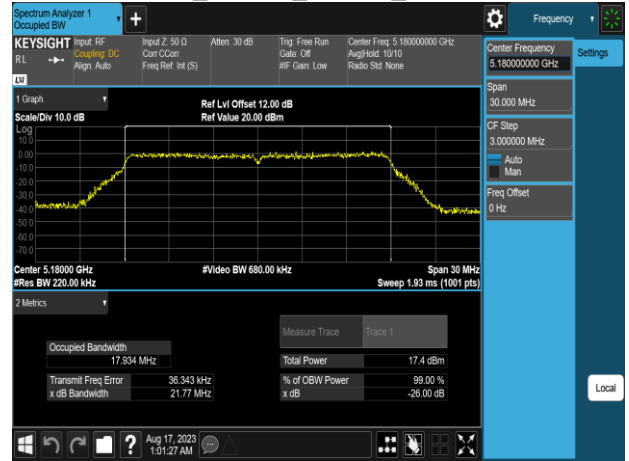 Spectrum Analyzer 1
Occupied BW
Frequency
KEYSIGHT
RL
LXI
Input: RF
Coupling: DC
Align: Auto
Input Z: 50 Ω
Corr CCorr
Freq Ref: Int (S)
Atten: 30 dB
Trig: Free Run
Gate: Off
#IF Gain: Low
Center Freq: 5.180000000 GHz
Avg|Hold: 10/10
Radio Std: None
Center Frequency
5.180000000 GHz
Settings
Span
30.000 MHz
CF Step
3.000000 MHz
Auto
Man
Freq Offset
0 Hz
Local
1 Graph
Scale/Div 10.0 dB
Ref Lvl Offset 12.00 dB
Ref Value 20.00 dBm
Log
10.0
0.00
-10.0
-20.0
-30.0
-40.0
-50.0
-60.0
-70.0
Center 5.18000 GHz
#Res BW 220.00 kHz
#Video BW 680.00 kHz
Span 30 MHz
Sweep 1.93 ms (1001 pts)
2 Metrics
Measure Trace Trace 1
Occupied Bandwidth
17.934 MHz
Total Power 17.4 dBm
Transmit Freq Error 36.343 kHz
x dB Bandwidth 21.77 MHz
% of OBW Power 99.00 %
x dB -26.00 dB
Aug 17, 2023
1:01:27 AM